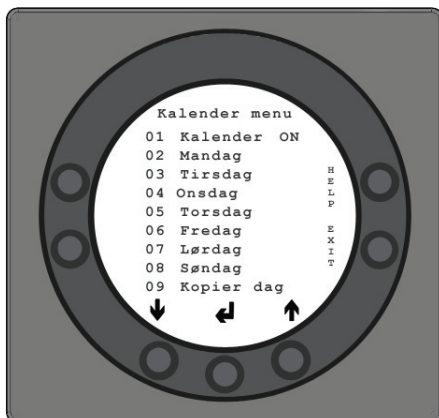 Kalender menu
01 Kalender ON
02 Mandag
03 Tirsdag
04 Onsdag
05 Torsdag
06 Fredag
07 Lørdag
08 Søndag
09 Kopier dag
HELP
EXIT